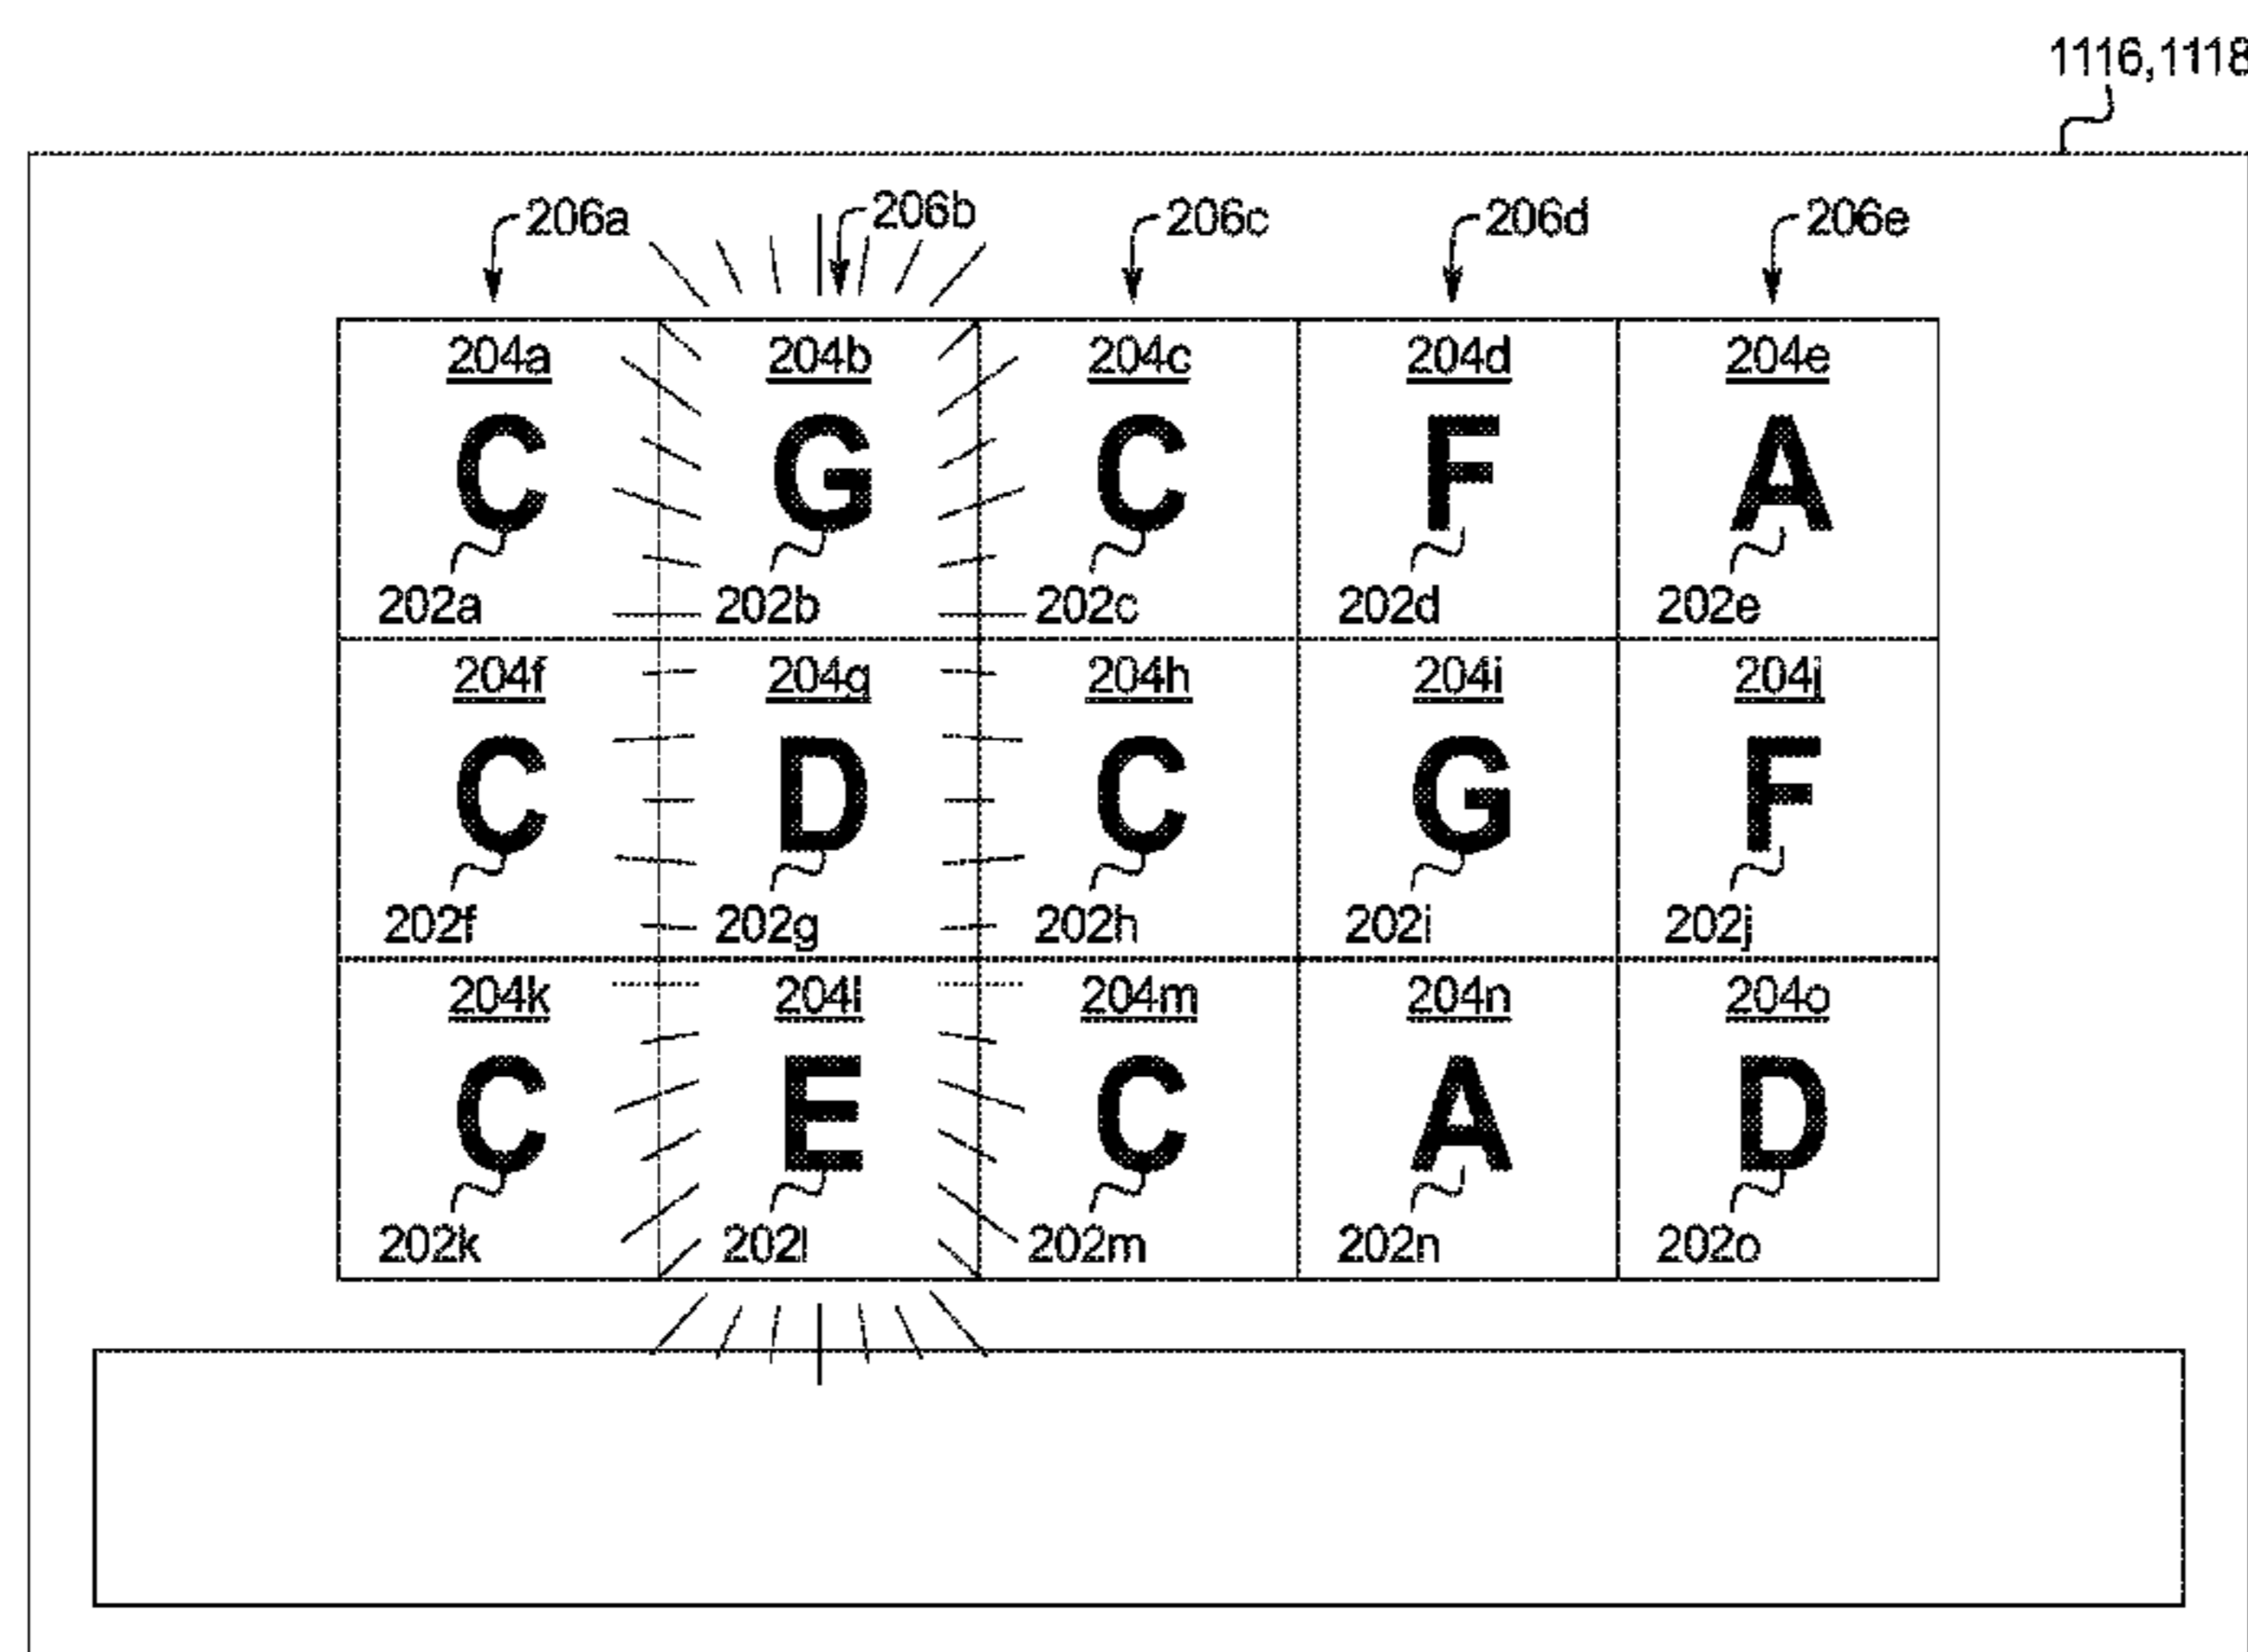 1116,1118
206a 206b 206c 206d 206e
204a 204b 204c 204d 204e
C G C F A
202a 202b 202c 202d 202e
204f 204g 204h 204i 204j
C D C G F
202f 202g 202h 202i 202j
204k 204l 204m 204n 204o
C E C A D
202k 202l 202m 202n 202o